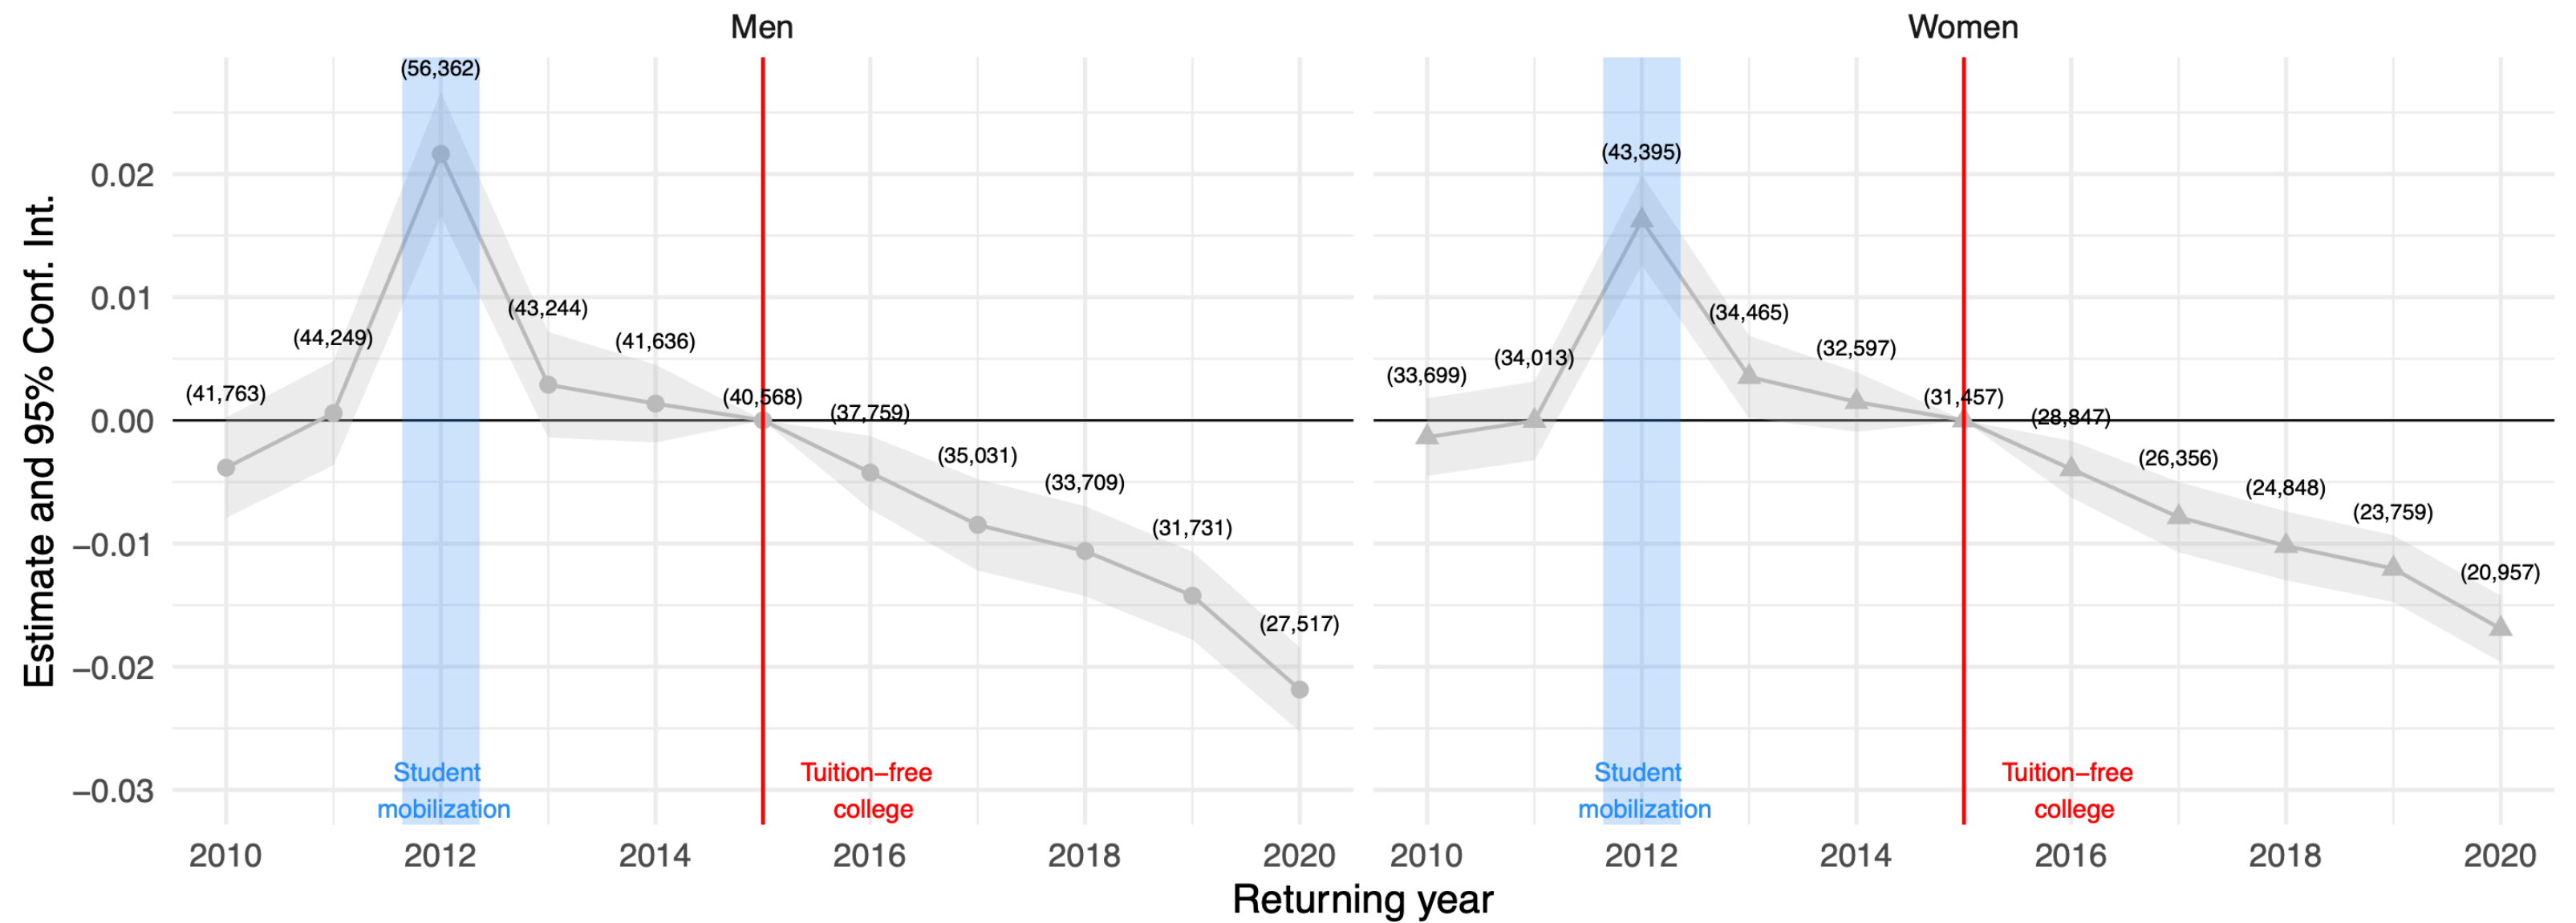 Men
Women
Estimate and 95% Conf. Int.
0.02
0.01
0.00
−0.01
−0.02
−0.03
(41,763)
(44,249)
(56,362)
(43,244)
(41,636)
(40,568)
(37,759)
(35,031)
(33,709)
(31,731)
(27,517)
Student
mobilization
Tuition−free
college
(33,699)
(34,013)
(43,395)
(34,465)
(32,597)
(31,457)
(28,847)
(26,356)
(24,848)
(23,759)
(20,957)
Student
mobilization
Tuition−free
college
2010 2012 2014 2016 2018 2020
2010 2012 2014 2016 2018 2020
Returning year